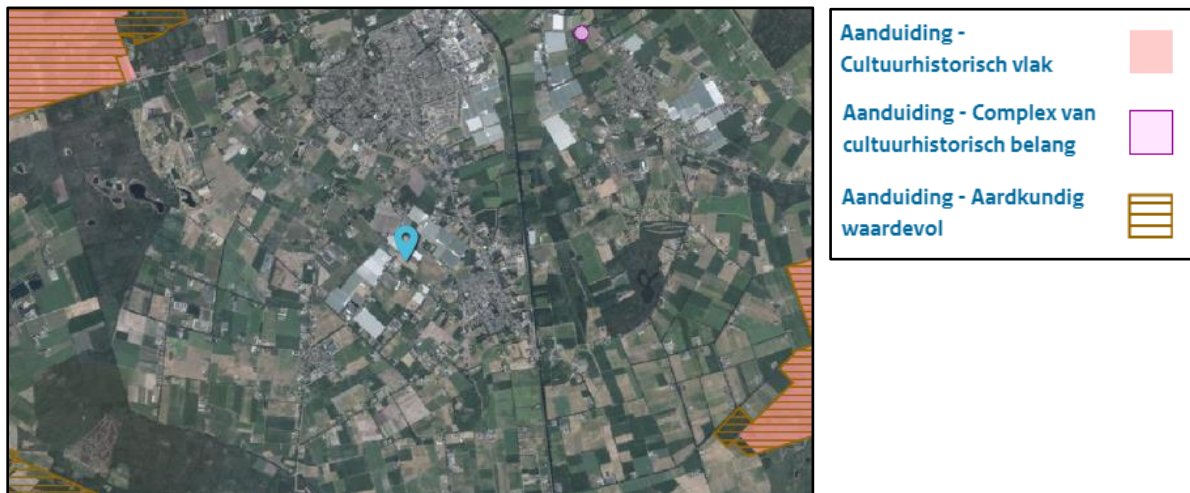 Aanduiding -
Cultuurhistorisch vlak
Aanduiding - Complex van
cultuurhistorisch belang
Aanduiding - Aardkundig
waardevol